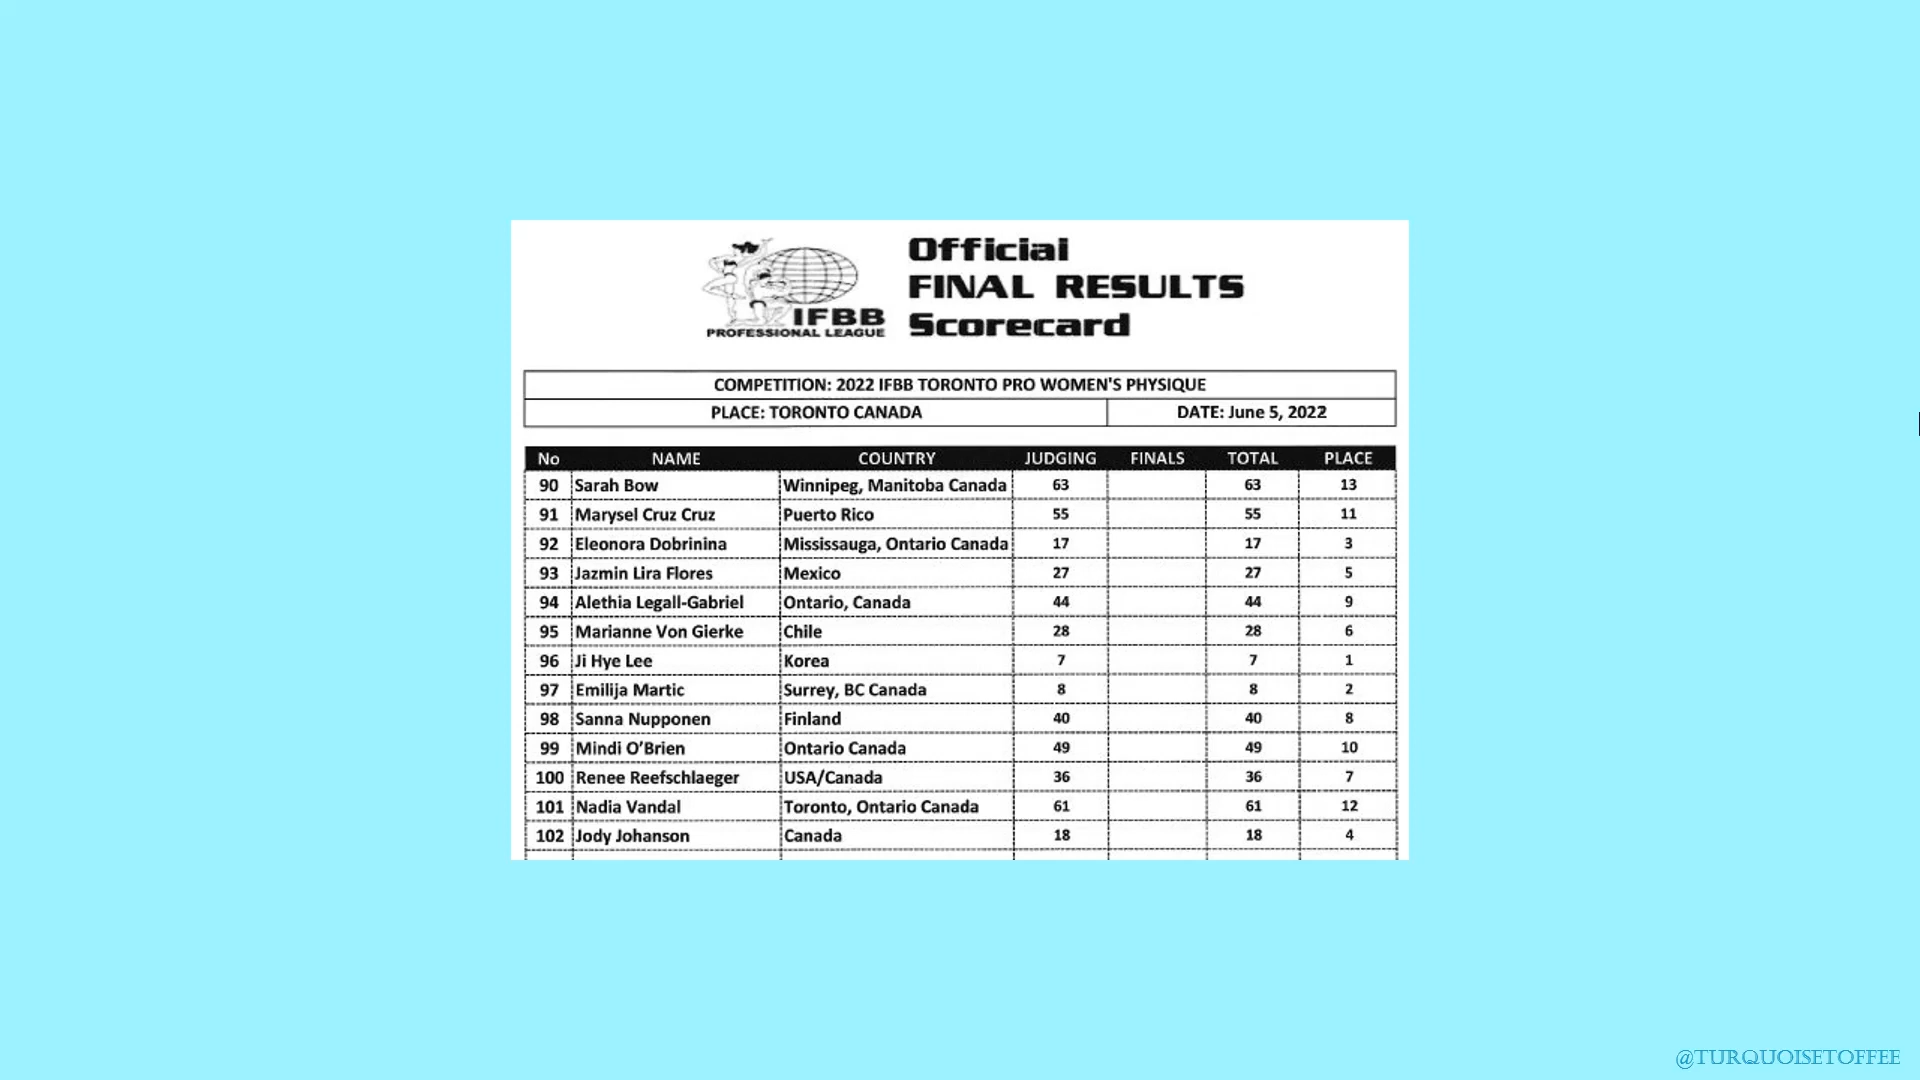 IFBB
PROFESSIONAL LEAGUE
Official
FINAL RESULTS
Scorecard
COMPETITION: 2022 IFBB TORONTO PRO WOMEN'S PHYSIQUE
PLACE: TORONTO CANADA DATE: June 5, 2022
No NAME COUNTRY JUDGING FINALS TOTAL PLACE
90 Sarah Bow Winnipeg, Manitoba Canada 63 63 13
91 Marysel Cruz Cruz Puerto Rico 55 55 11
92 Eleonora Dobrinina Mississauga, Ontario Canada 17 17 3
93 Jazmin Lira Flores Mexico 27 27 5
94 Alethia Legall-Gabriel Ontario, Canada 44 44 9
95 Marianne Von Gierke Chile 28 28 6
96 Ji Hye Lee Korea 7 7 1
97 Emilija Martic Surrey, BC Canada 8 8 2
98 Sanna Nupponen Finland 40 40 8
99 Mindi O’Brien Ontario Canada 49 49 10
100 Renee Reefschlaeger USA/Canada 36 36 7
101 Nadia Vandal Toronto, Ontario Canada 61 61 12
102 Jody Johanson Canada 18 18 4
@TURQUOISETOFFEE